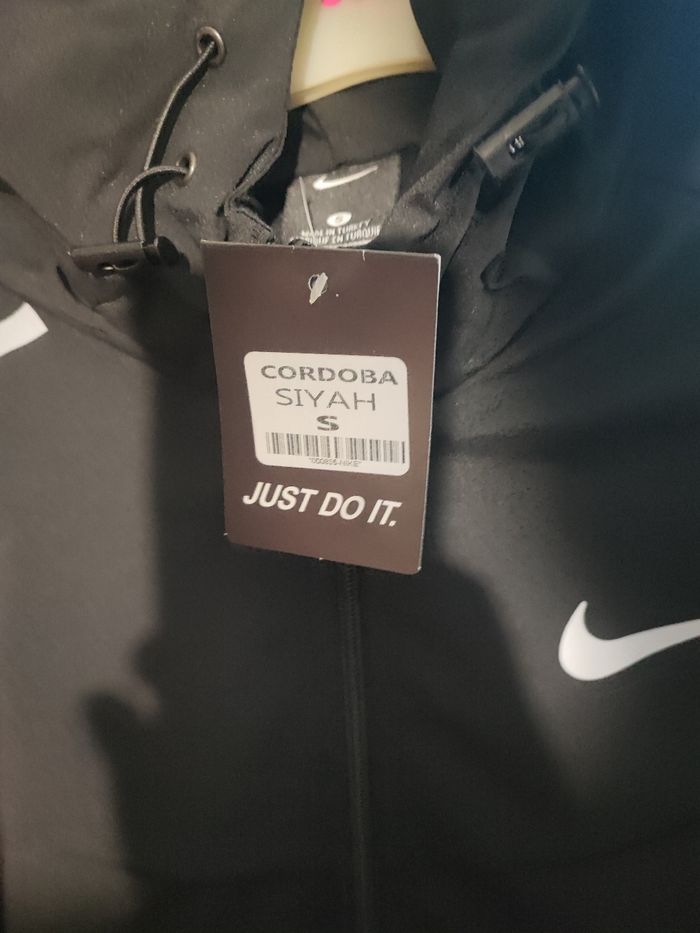 S
MADE IN TURKEY
CORDOBA
SIYAH
S
JUST DO IT.